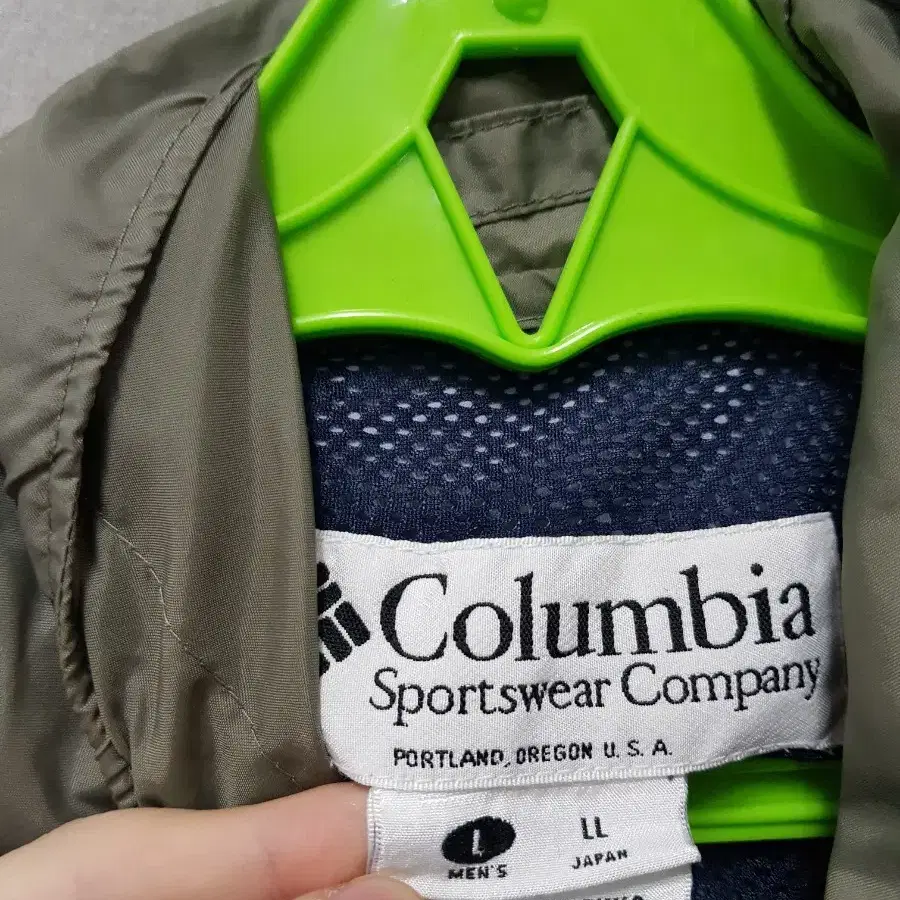 Columbia
Sportswear Company
PORTLAND, OREGON U. S. A.
L LL
MEN'S JAPAN